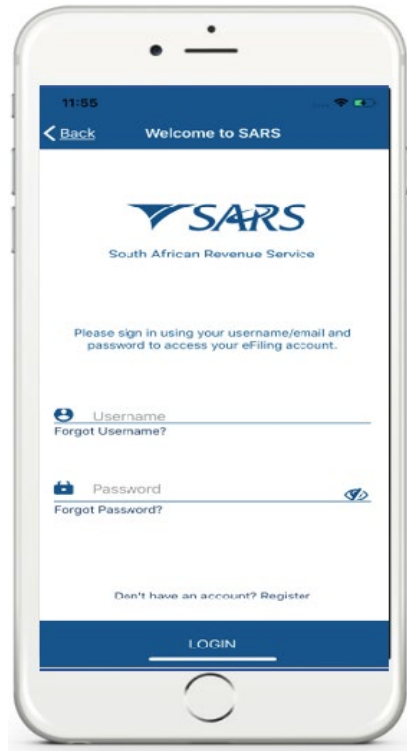 11:55
Back Welcome to SARS
SARS
South African Revenue Service
Please sign in using your username/email and
password to access your eFiling account.
Username
Forgot Username?
Password
Forgot Password?
Don't have an account? Register
LOGIN